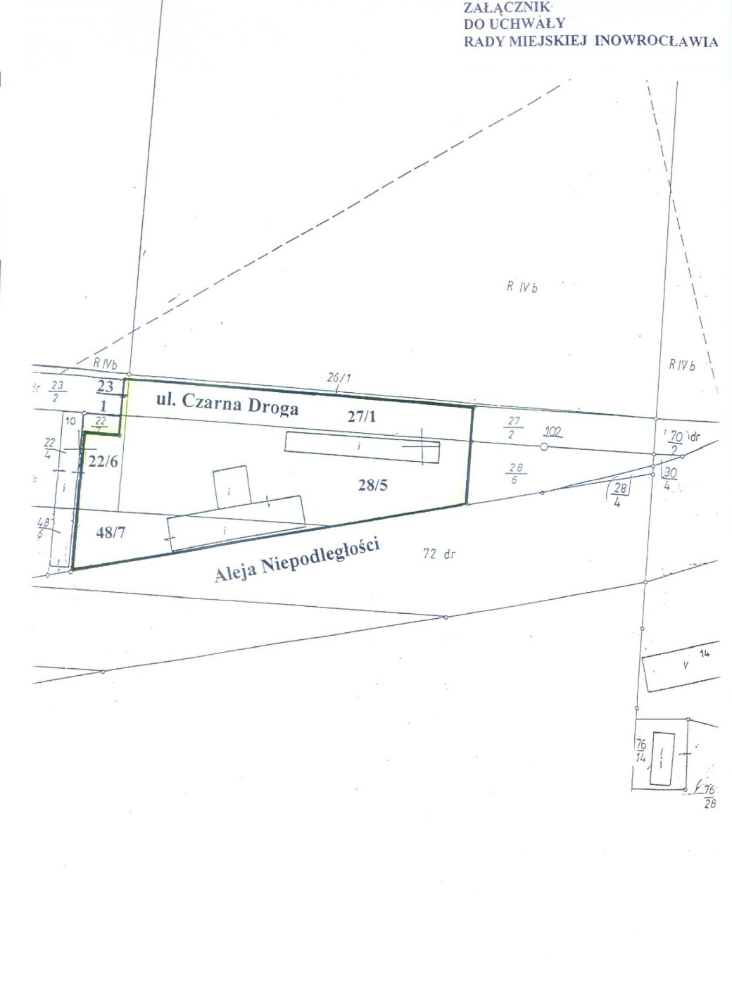 ZAŁĄCZNIK
DO UCHWAŁY
RADY MIEJSKIEJ INOWROCŁAWIA
R IVb
R IVb
R IVb
26/1
dr 23/2
23/1
ul. Czarna Droga
27/1
27/2
102
70/2 dr
10
22/7
22/4
22/6
i
28/5
28/6
30/4
28/4
i
i
i
48/6
48/7
Aleja Niepodległości
72 dr
14
V
76/14
i
76/28